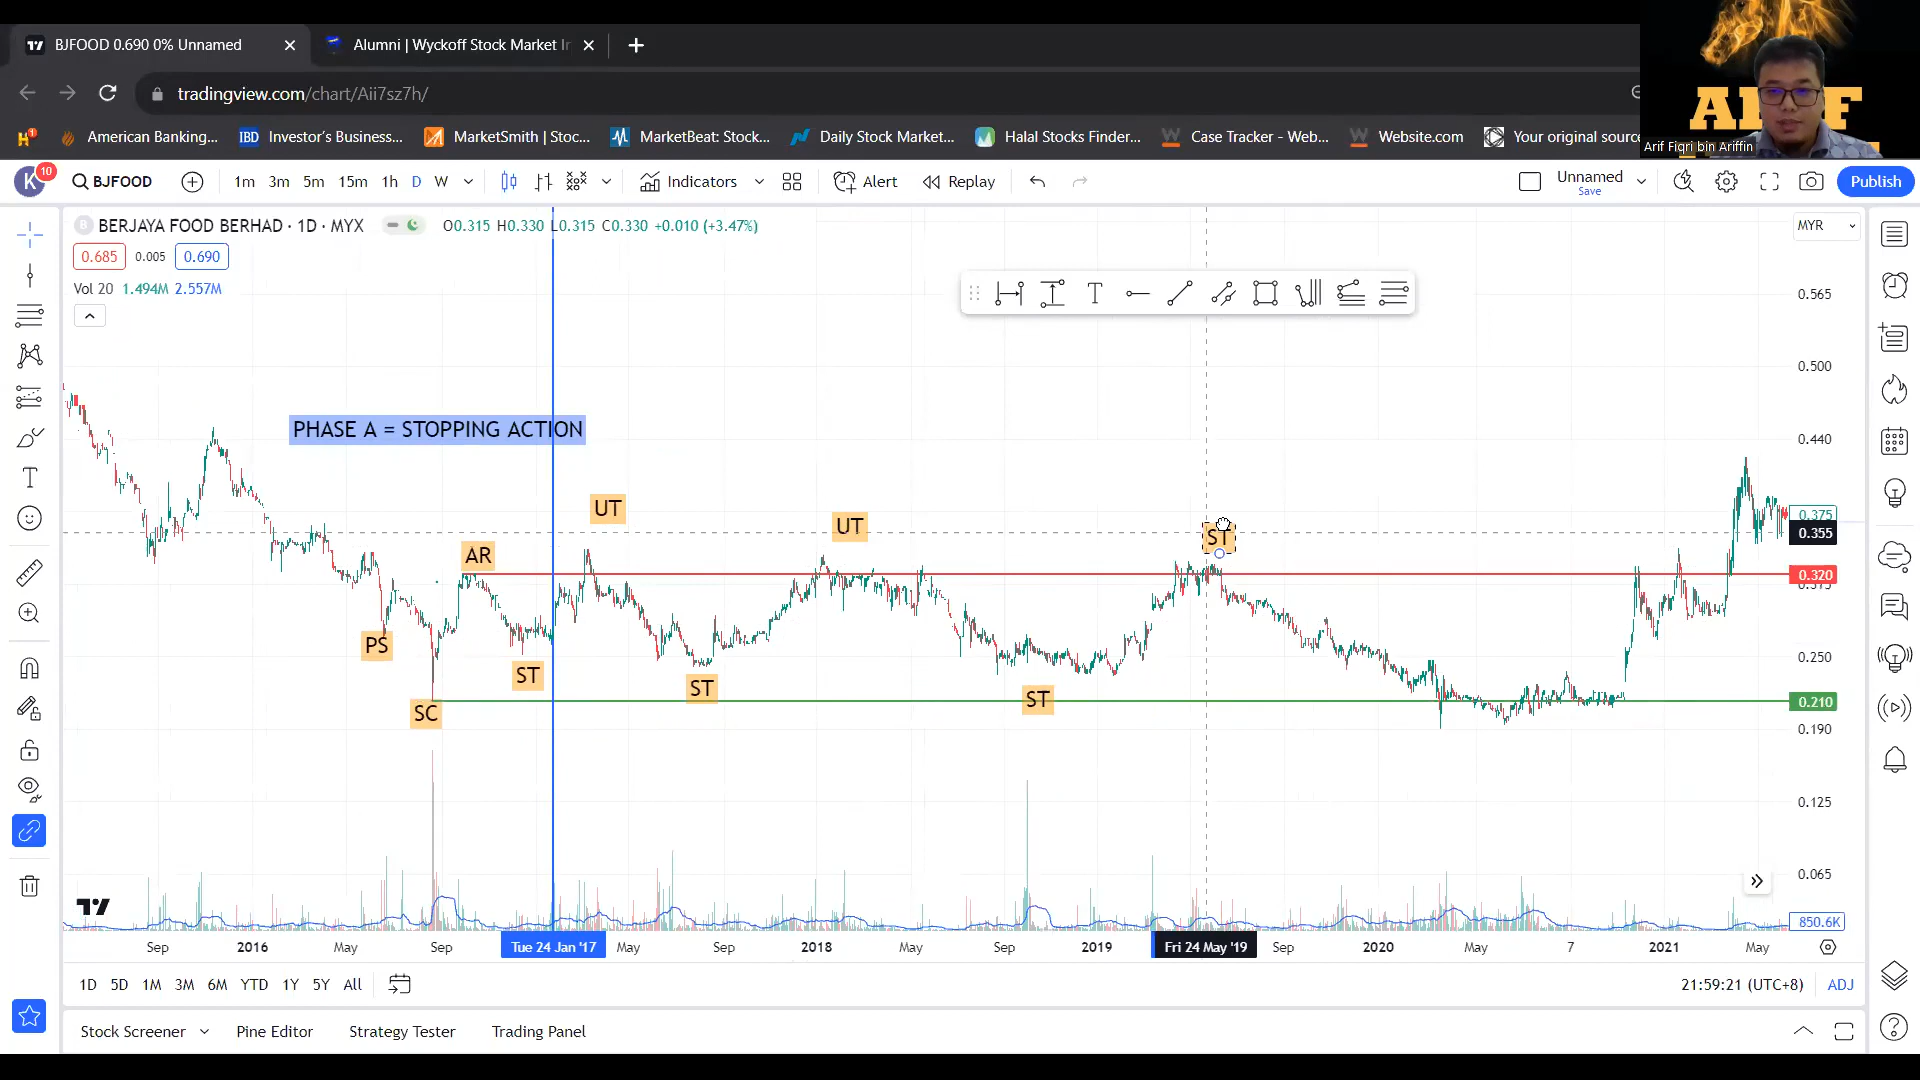 BJFOOD 0.690 0% Unnamed
Alumni | Wyckoff Stock Market In
tradingview.com/chart/Aii7sz7h/
American Banking...
IBD Investor's Business...
MarketSmith | Stoc...
MarketBeat: Stock...
Daily Stock Market...
Halal Stocks Finder...
Case Tracker - Web...
Website.com
Your original source
Arif Fiqri bin Ariffin
K 10
BJFOOD
1m 3m 5m 15m 1h D W
Indicators
Alert
Replay
Unnamed
Save
Publish
B BERJAYA FOOD BERHAD · 1D · MYX
O0.315 H0.330 L0.315 C0.330 +0.010 (+3.47%)
MYR
0.685 0.005 0.690
Vol 20 1.494M 2.557M
PHASE A = STOPPING ACTION
UT
UT
ST
AR
PS
ST
ST
ST
SC
0.565
0.500
0.440
0.375
0.355
0.320
0.375
0.250
0.210
0.190
0.125
0.065
850.6K
Sep 2016 May Sep Tue 24 Jan '17 May Sep 2018 May Sep 2019 Fri 24 May '19 Sep 2020 May 7 2021 May
1D 5D 1M 3M 6M YTD 1Y 5Y All
21:59:21 (UTC+8) ADJ
Stock Screener Pine Editor Strategy Tester Trading Panel